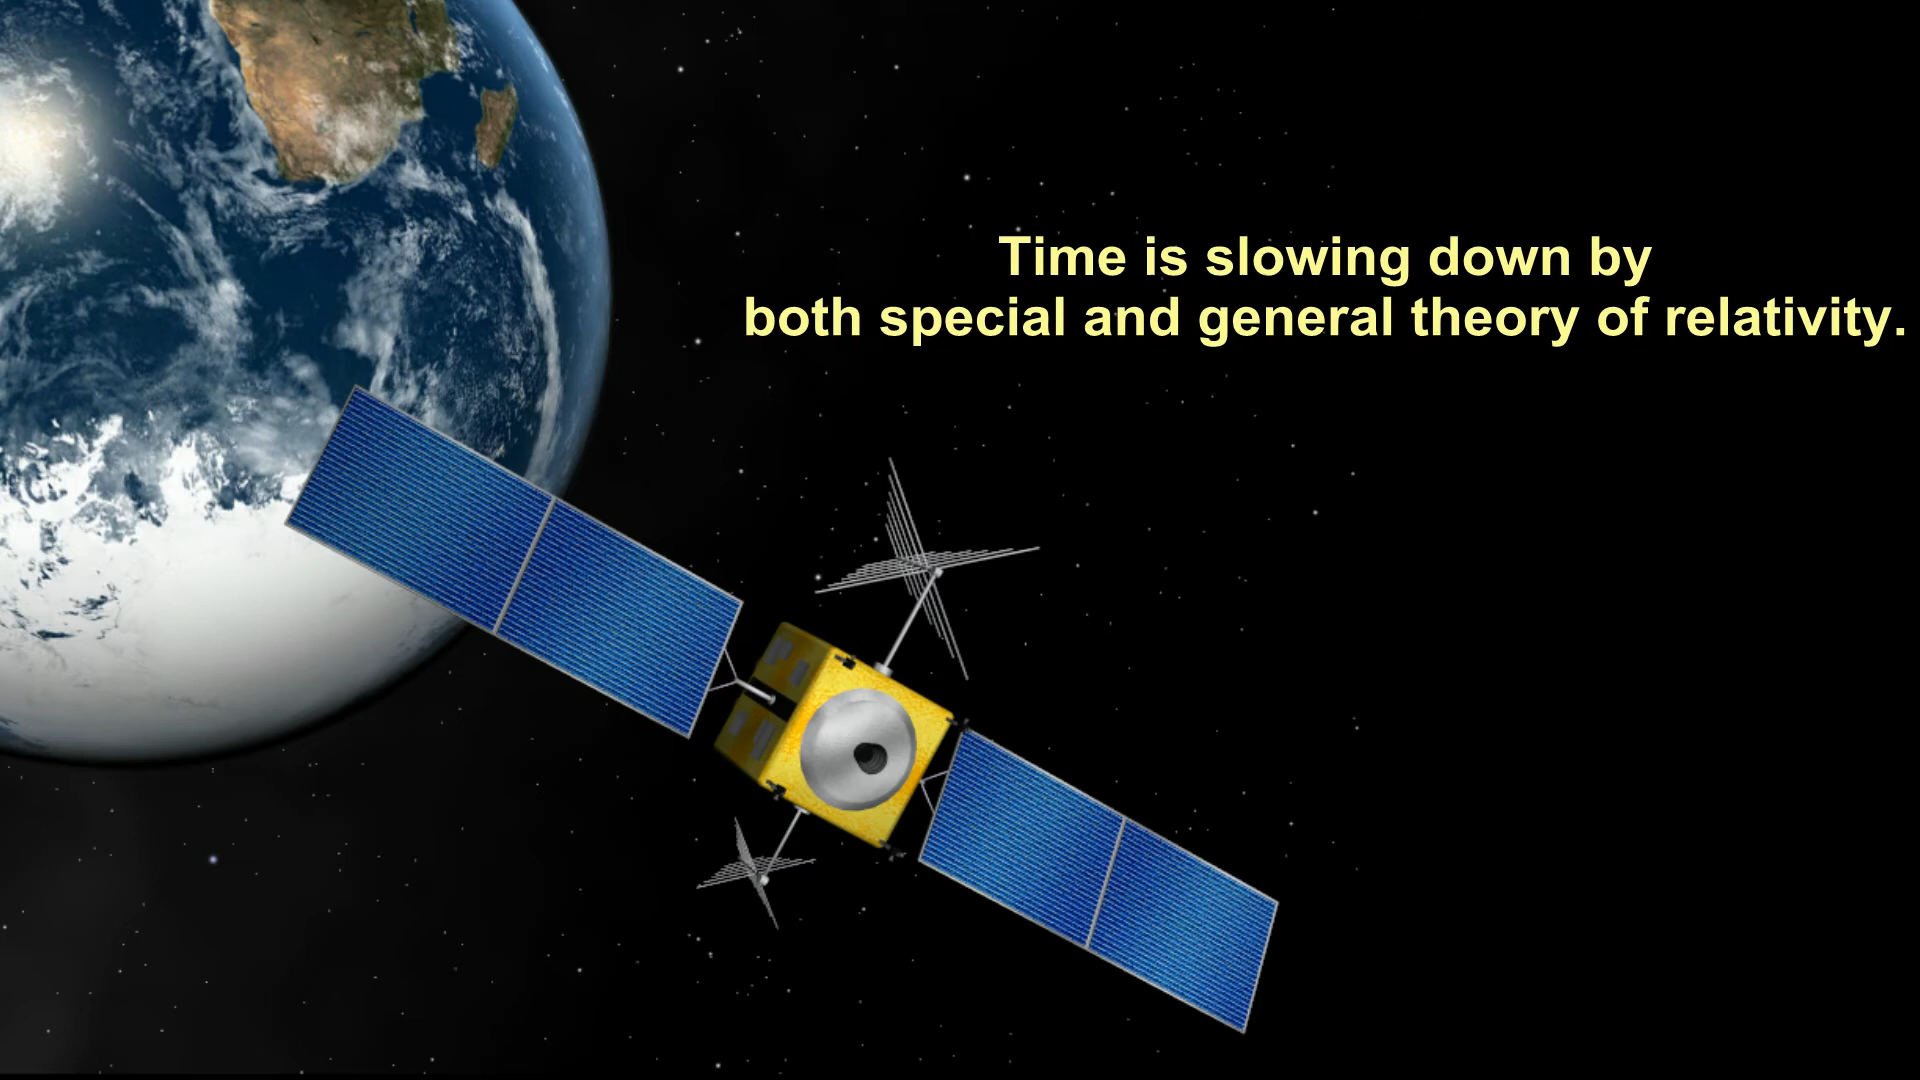 Time is slowing down by
both special and general theory of relativity.